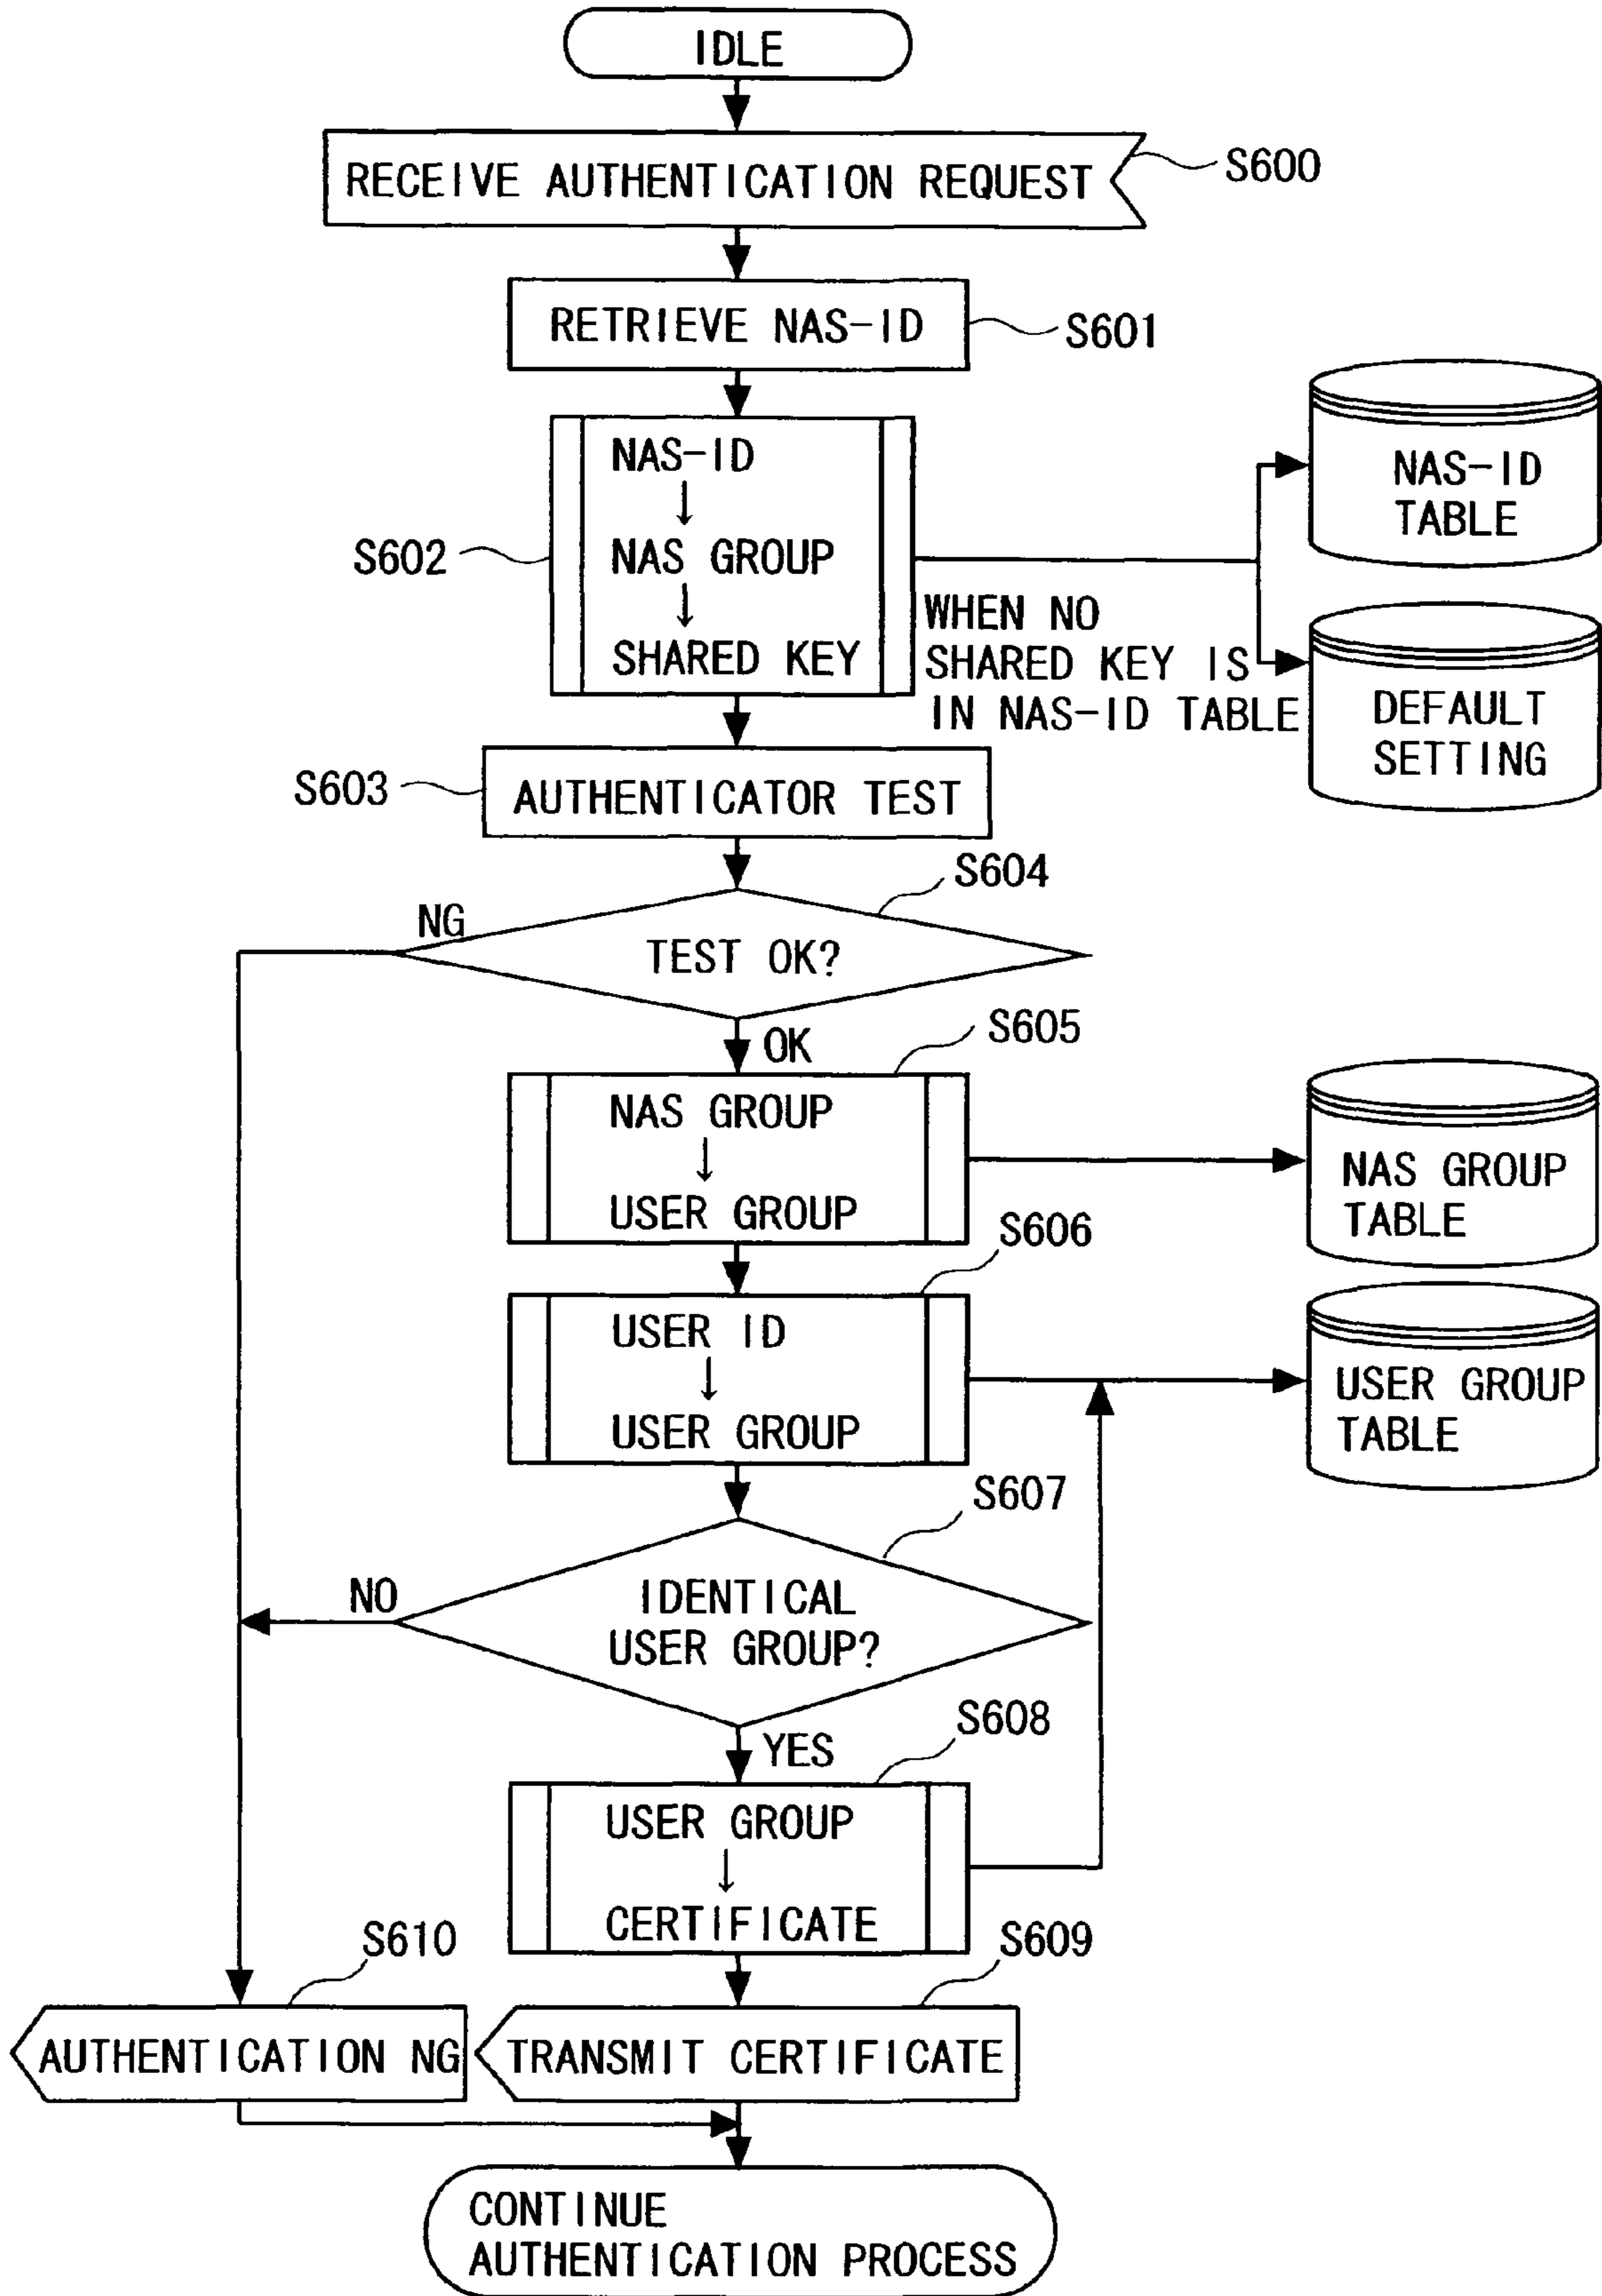 IDLE
RECEIVE AUTHENTICATION REQUEST
S600
RETRIEVE NAS-ID
S601
NAS-ID
↓
NAS GROUP
↓
SHARED KEY
S602
WHEN NO
SHARED KEY IS
IN NAS-ID TABLE
NAS-ID
TABLE
DEFAULT
SETTING
S603
AUTHENTICATOR TEST
S604
NG
TEST OK?
OK
S605
NAS GROUP
↓
USER GROUP
NAS GROUP
TABLE
S606
USER ID
↓
USER GROUP
USER GROUP
TABLE
S607
NO
IDENTICAL
USER GROUP?
YES
S608
USER GROUP
↓
CERTIFICATE
S610
S609
AUTHENTICATION NG
TRANSMIT CERTIFICATE
CONTINUE
AUTHENTICATION PROCESS